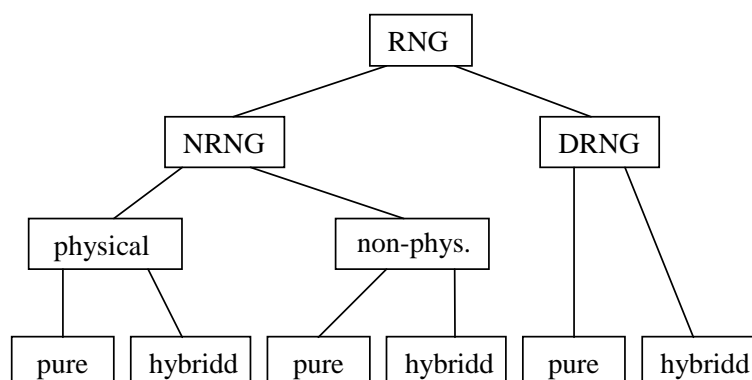 RNG
NRNG DRNG
physical non-phys.
pure hybridd pure hybridd pure hybridd